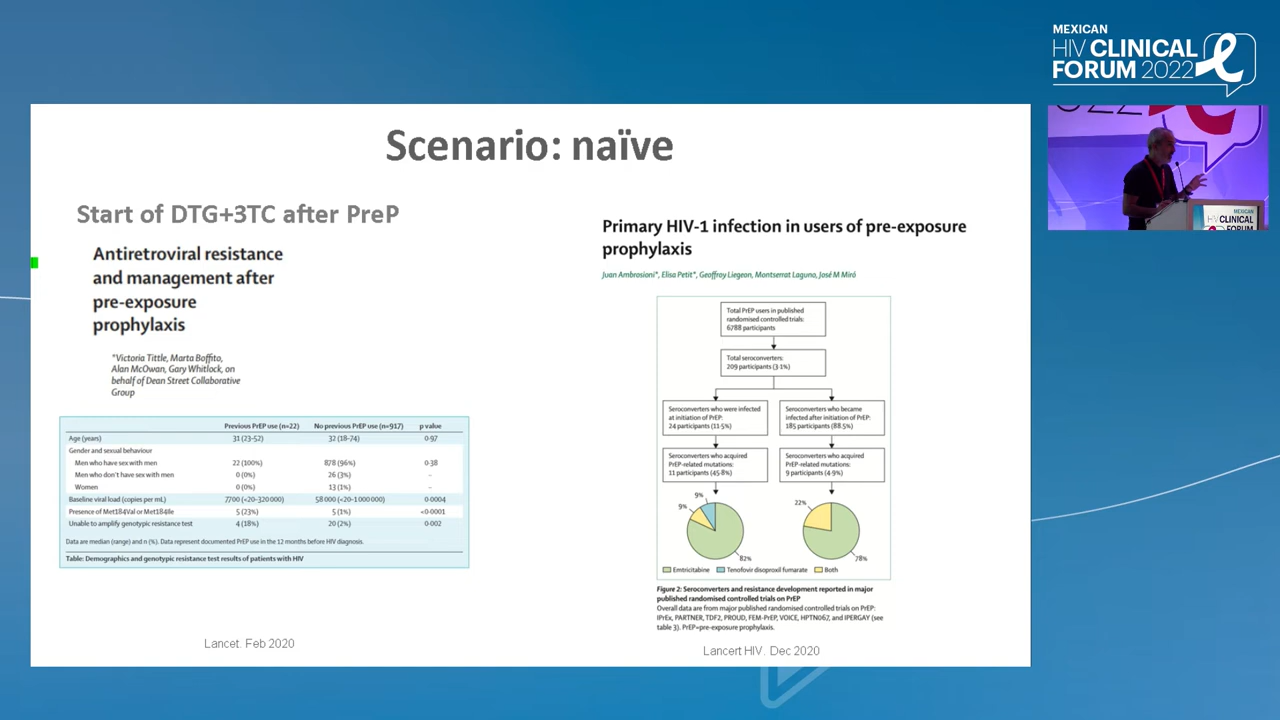 MEXICAN
HIV CLINICAL
FORUM 2022
Scenario: naïve
Start of DTG+3TC after PreP
Antiretroviral resistance
and management after
pre-exposure
prophylaxis
*Victoria Tittle, Marta Boffito,
Alan McOwan, Gary Whitlock, on
behalf of Dean Street Collaborative
Group
Previous PrEP use (n=22) No previous PrEP use (n=917) p value
Age (years) 31 (23-52) 32 (18-74) 0·97
Gender and sexual behaviour
Men who have sex with men 22 (100%) 878 (96%) 0·38
Men who don't have sex with men 0 (0%) 26 (3%) ··
Women 0 (0%) 13 (1%) ··
Baseline viral load (copies per mL) 7700 (<20–320 000) 58 000 (<20–1 000 000) 0·0004
Presence of Met184Val or Met184Ile 5 (23%) 5 (1%) <0·0001
Unable to amplify genotypic resistance test 4 (18%) 20 (2%) 0·002
Data are median (range) and n (%). Data represent documented PrEP use in the 12 months before HIV diagnosis.
Table: Demographics and genotypic resistance test results of patients with HIV
Lancet. Feb 2020
Primary HIV-1 infection in users of pre-exposure
prophylaxis
Juan Ambrosioni*, Elisa Petit*, Geoffroy Liegeon, Montserrat Laguno, José M Miró
Total PrEP users in published
randomised controlled trials:
6788 participants
Total seroconverters:
209 participants (3·1%)
Seroconverters who were infected
at initiation of PrEP:
24 participants (11·5%)
Seroconverters who became
infected after initiation of PrEP:
185 participants (88·5%)
Seroconverters who acquired
PrEP-related mutations:
11 participants (45·8%)
Seroconverters who acquired
PrEP-related mutations:
9 participants (4·9%)
9%
9%
82%
22%
78%
Emtricitabine Tenofovir disoproxil fumarate Both
Figure 2: Seroconverters and resistance development reported in major
published randomised controlled trials on PrEP
Overall data are from major published randomised controlled trials on PrEP:
IPrEx, PARTNER, TDF2, PROUD, FEM-PrEP, VOICE, HPTN067, and IPERGAY (see
table 3). PrEP=pre-exposure prophylaxis.
Lancert HIV. Dec 2020
MEXICAN
HIV CLINICAL
FORUM